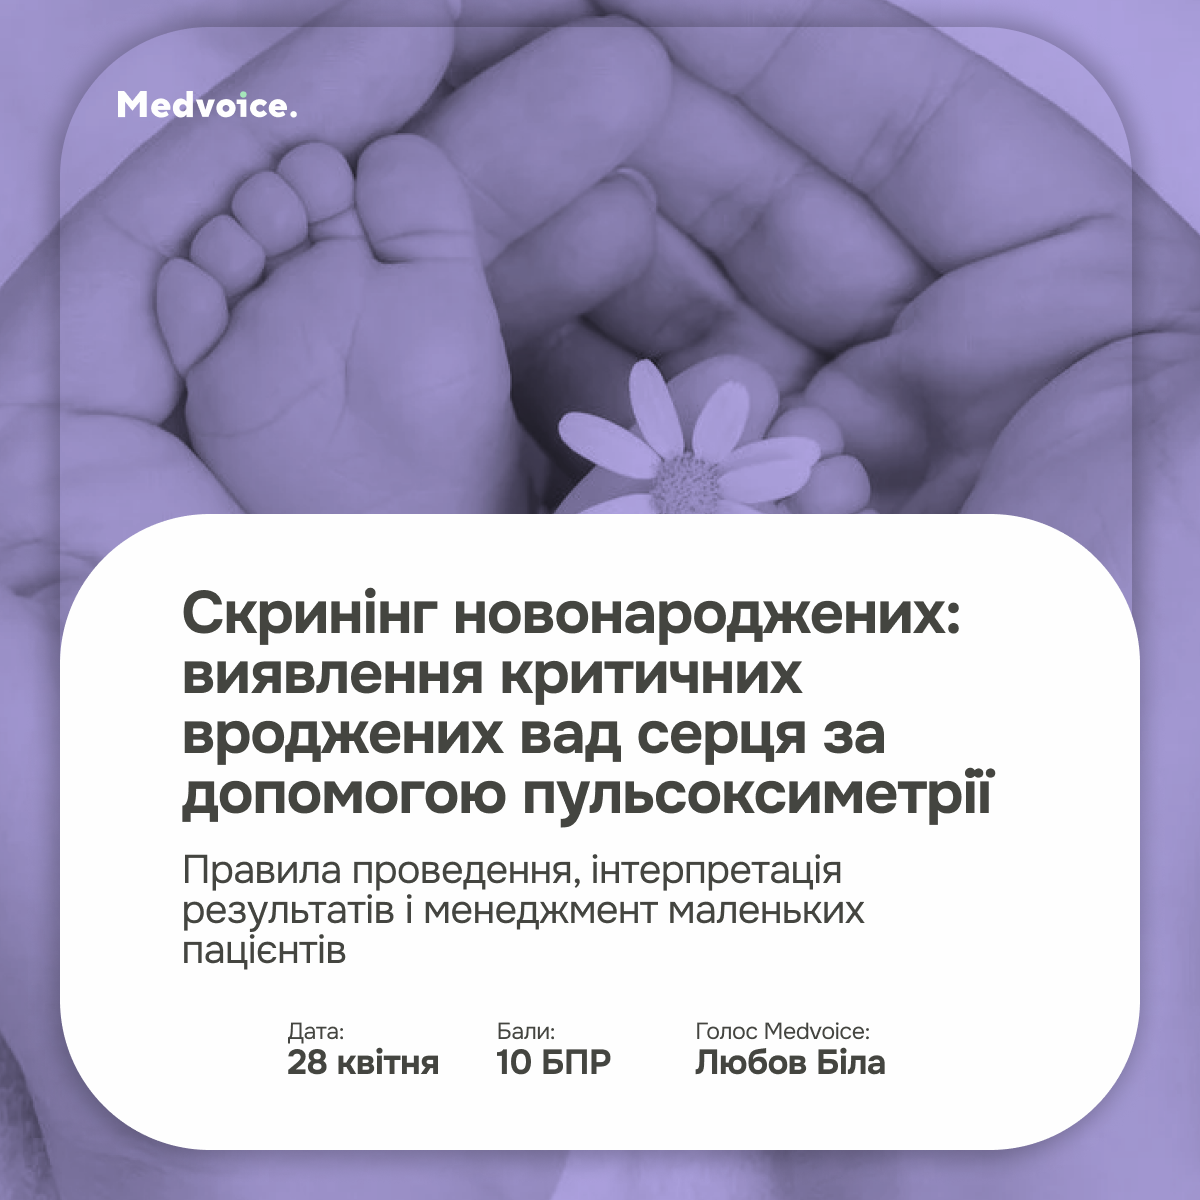 Medvoice.
Скринінг новонароджених:
виявлення критичних
вроджених вад серця за
допомогою пульсоксиметрії
Правила проведення, інтерпретація
результатів і менеджмент маленьких
пацієнтів
Дата: Бали: Голос Medvoice:
28 квітня 10 БПР Любов Біла